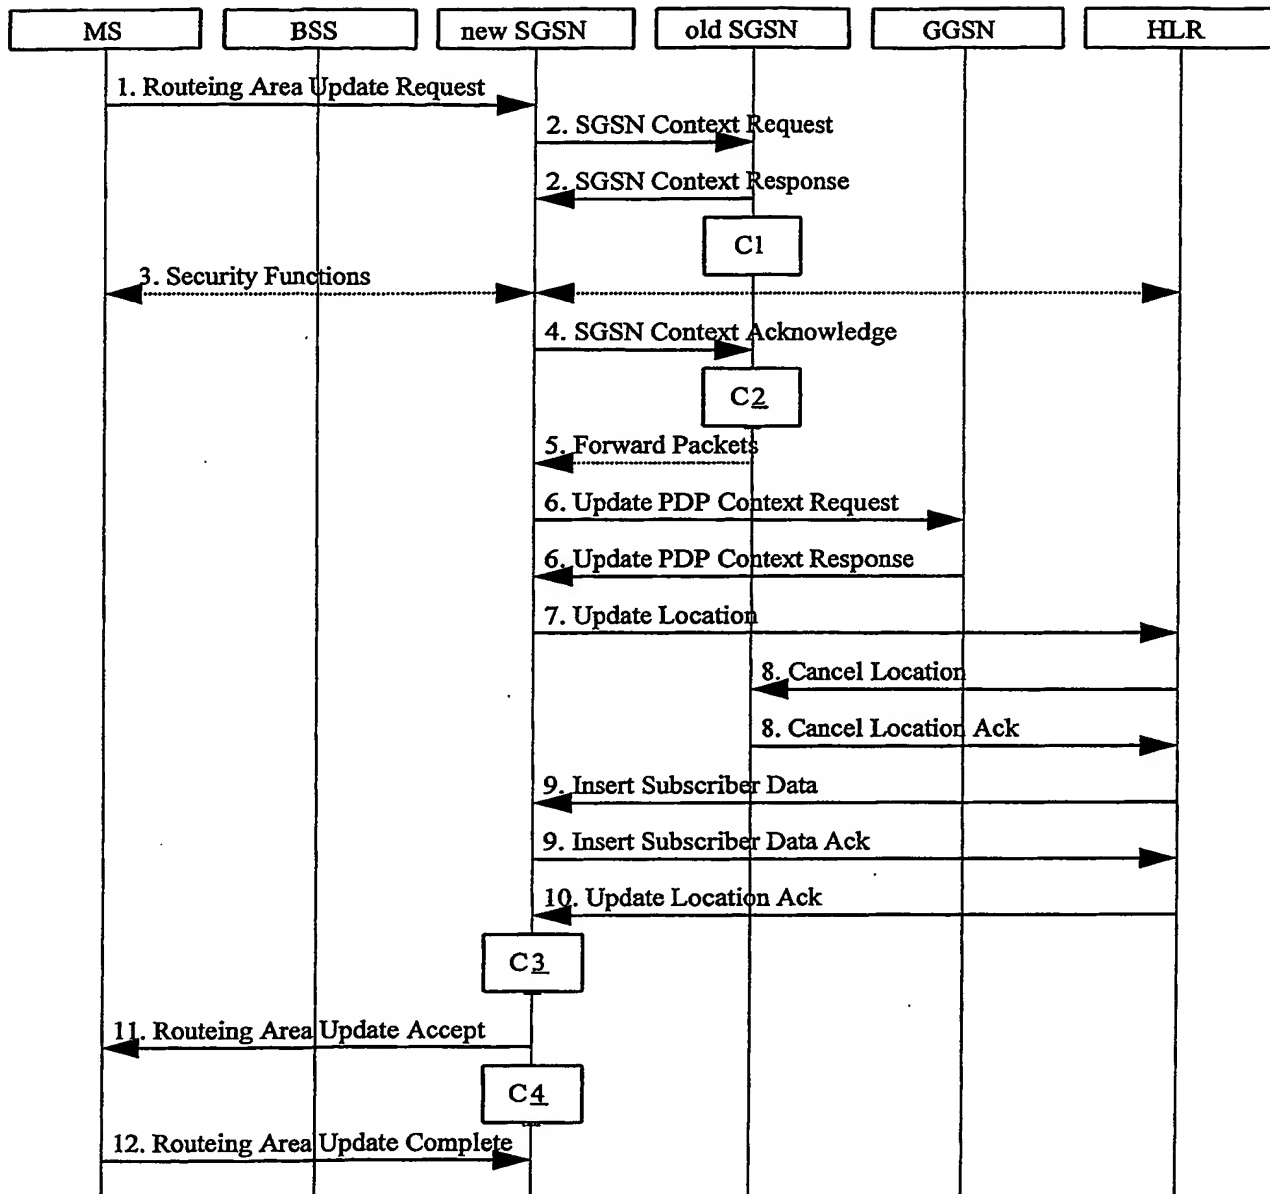 MS BSS new SGSN old SGSN GGSN HLR
1. Routeing Area Update Request
2. SGSN Context Request
2. SGSN Context Response
C1
3. Security Functions
4. SGSN Context Acknowledge
C2
5. Forward Packets
6. Update PDP Context Request
6. Update PDP Context Response
7. Update Location
8. Cancel Location
8. Cancel Location Ack
9. Insert Subscriber Data
9. Insert Subscriber Data Ack
10. Update Location Ack
C3
11. Routeing Area Update Accept
C4
12. Routeing Area Update Complete